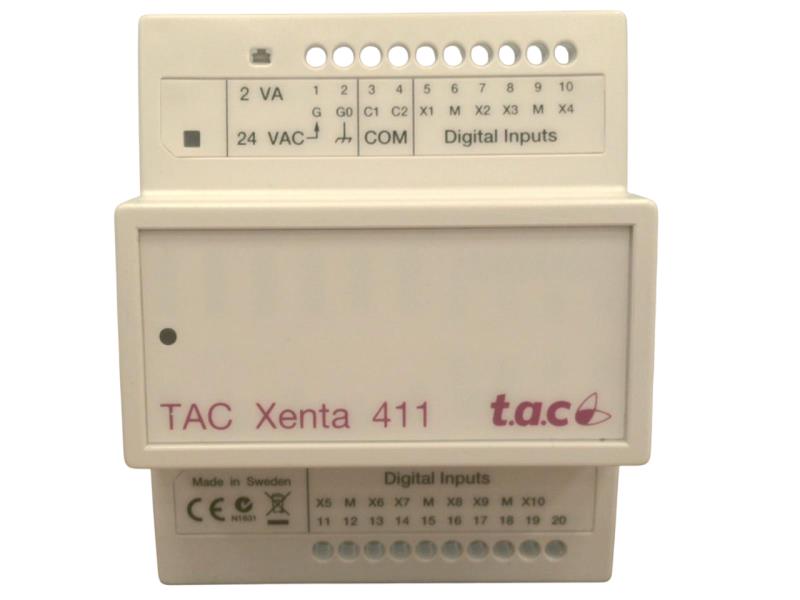 2 VA 1 2 3 4 5 6 7 8 9 10
G G0 C1 C2 X1 M X2 X3 M X4
24 VAC COM Digital Inputs
TAC Xenta 411 t.a.c
Made in Sweden Digital Inputs
X5 M X6 X7 M X8 X9 M X10
CE N1831 11 12 13 14 15 16 17 18 19 20